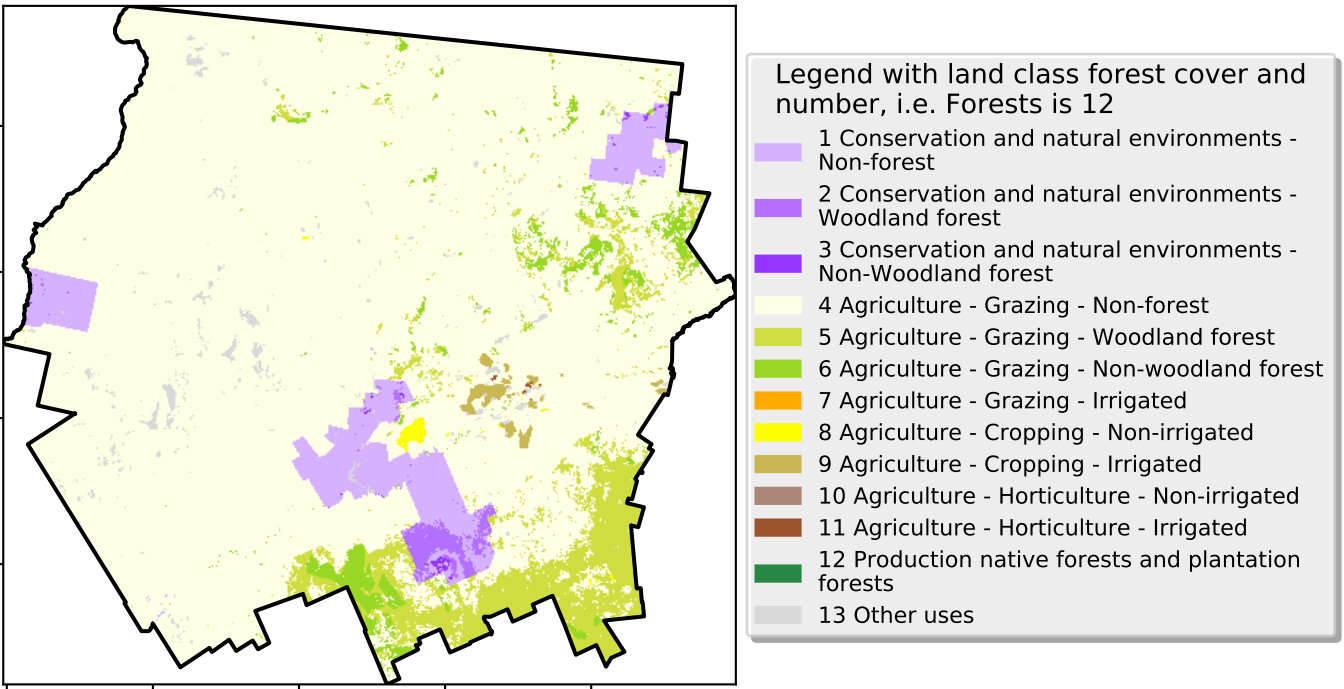 Legend with land class forest cover and
number, i.e. Forests is 12
1 Conservation and natural environments -
Non-forest
2 Conservation and natural environments -
Woodland forest
3 Conservation and natural environments -
Non-Woodland forest
4 Agriculture - Grazing - Non-forest
5 Agriculture - Grazing - Woodland forest
6 Agriculture - Grazing - Non-woodland forest
7 Agriculture - Grazing - Irrigated
8 Agriculture - Cropping - Non-irrigated
9 Agriculture - Cropping - Irrigated
10 Agriculture - Horticulture - Non-irrigated
11 Agriculture - Horticulture - Irrigated
12 Production native forests and plantation
forests
13 Other uses